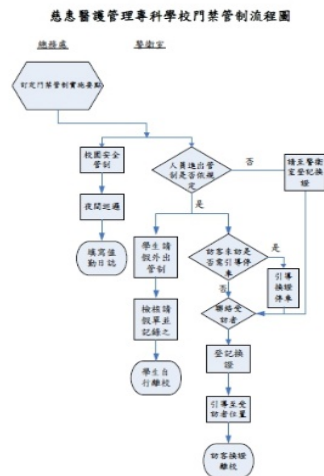 慈惠醫護管理專科學校門禁管制流程圖
總務處
警衛室
訂定門禁管制實施要點
校園安全
管制
人員進出管
制是否依規
定
否
請至警衛
室登記換
證
夜間巡邏
是
填寫值
勤日誌
學生請
假外出
管制
訪客來訪是
否需引導停
車
是
引導
換證
停車
否
檢核請
假單並
記錄之
聯絡受
訪者
學生自
行離校
登記換
證
引導至受
訪者位置
訪客換證
離校